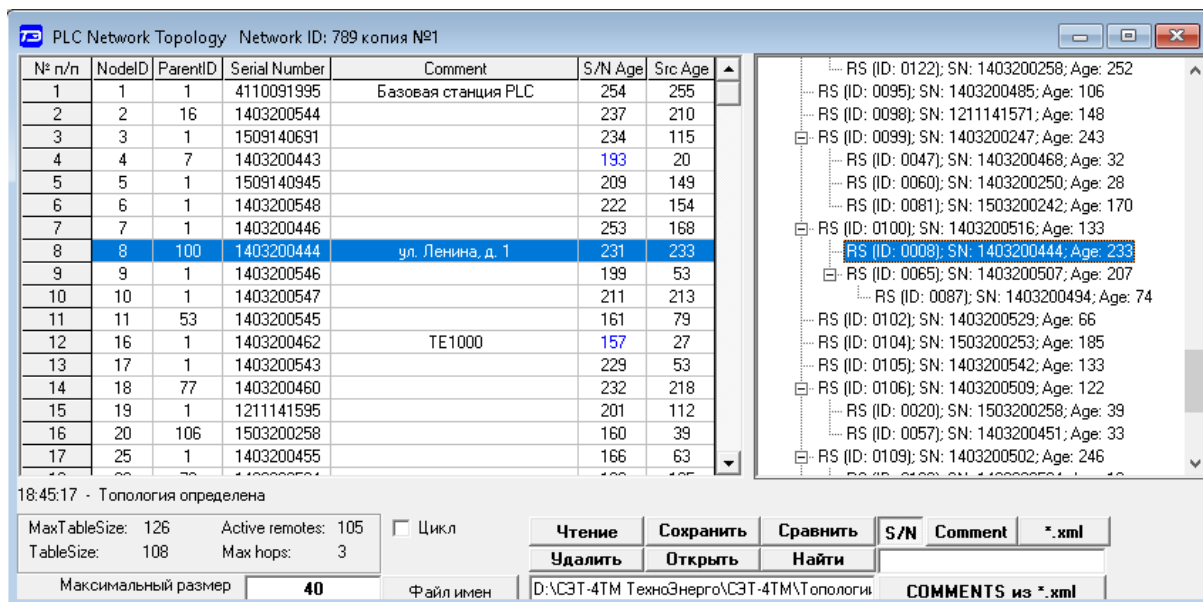 ТЭ PLC Network Topology Network ID: 789 копия №1
№ п/п NodeID ParentID Serial Number Comment S/N Age Src Age
1 1 1 4110091995 Базовая станция PLC 254 255
2 2 16 1403200544 237 210
3 3 1 1509140691 234 115
4 4 7 1403200443 193 20
5 5 1 1509140945 209 149
6 6 1 1403200548 222 154
7 7 1 1403200446 253 168
8 8 100 1403200444 ул. Ленина, д. 1 231 233
9 9 1 1403200546 199 53
10 10 1 1403200547 211 213
11 11 53 1403200545 161 79
12 16 1 1403200462 TE1000 157 27
13 17 1 1403200543 229 53
14 18 77 1403200460 232 218
15 19 1 1211141595 201 112
16 20 106 1503200258 160 39
17 25 1 1403200455 166 63
RS (ID: 0122); SN: 1403200258; Age: 252
RS (ID: 0095); SN: 1403200485; Age: 106
RS (ID: 0098); SN: 1211141571; Age: 148
RS (ID: 0099); SN: 1403200247; Age: 243
RS (ID: 0047); SN: 1403200468; Age: 32
RS (ID: 0060); SN: 1403200250; Age: 28
RS (ID: 0081); SN: 1503200242; Age: 170
RS (ID: 0100); SN: 1403200516; Age: 133
RS (ID: 0008); SN: 1403200444; Age: 233
RS (ID: 0065); SN: 1403200507; Age: 207
RS (ID: 0087); SN: 1403200494; Age: 74
RS (ID: 0102); SN: 1403200529; Age: 66
RS (ID: 0104); SN: 1503200253; Age: 185
RS (ID: 0105); SN: 1403200542; Age: 133
RS (ID: 0106); SN: 1403200509; Age: 122
RS (ID: 0020); SN: 1503200258; Age: 39
RS (ID: 0057); SN: 1403200451; Age: 33
RS (ID: 0109); SN: 1403200502; Age: 246
18:45:17 - Топология определена
MaxTableSize: 126 Active remotes: 105
TableSize: 108 Max hops: 3
Цикл
Чтение Сохранить Сравнить S/N Comment *.xml
Удалить Открыть Найти
Максимальный размер 40 Файл имен D:\СЭТ-4ТМ ТехноЭнерго\СЭТ-4ТМ\Топологи COMMENTS из *.xml